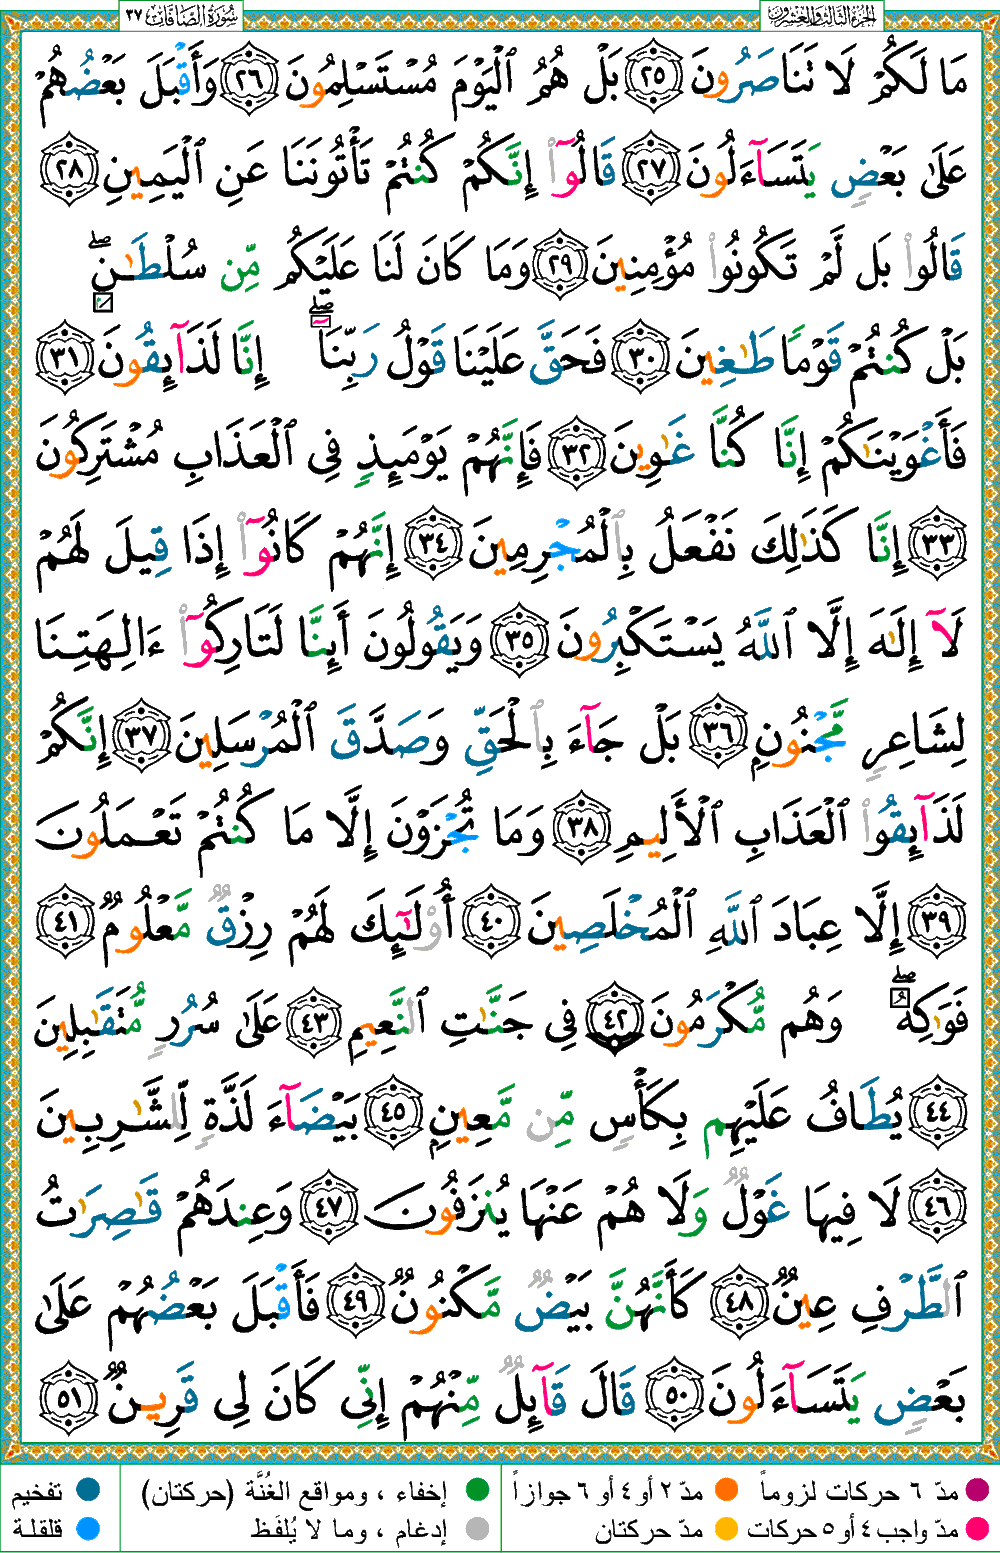 الجزء الثالث والعشرون سُورَةُ الصَّافَّات ٣٧
مَا لَكُمْ لَا تَنَاصَرُونَ ٢٥ بَلْ هُمُ ٱلْيَوْمَ مُسْتَسْلِمُونَ ٢٦ وَأَقْبَلَ بَعْضُهُمْ
عَلَىٰ بَعْضٍ يَتَسَآءَلُونَ ٢٧ قَالُوٓا۟ إِنَّكُمْ كُنتُمْ تَأْتُونَنَا عَنِ ٱلْيَمِينِ ٢٨
قَالُوا۟ بَل لَّمْ تَكُونُوا۟ مُؤْمِنِينَ ٢٩ وَمَا كَانَ لَنَا عَلَيْكُم مِّن سُلْطَـٰنٍۭ ۖ
بَلْ كُنتُمْ قَوْمًا طَـٰغِينَ ٣٠ فَحَقَّ عَلَيْنَا قَوْلُ رَبِّنَآ ۖ إِنَّا لَذَآئِقُونَ ٣١
فَأَغْوَيْنَـٰكُمْ إِنَّا كُنَّا غَـٰوِينَ ٣٢ فَإِنَّهُمْ يَوْمَئِذٍ فِى ٱلْعَذَابِ مُشْتَرِكُونَ
٣٣ إِنَّا كَذَٰلِكَ نَفْعَلُ بِٱلْمُجْرِمِينَ ٣٤ إِنَّهُمْ كَانُوٓا۟ إِذَا قِيلَ لَهُمْ
لَآ إِلَـٰهَ إِلَّا ٱللَّهُ يَسْتَكْبِرُونَ ٣٥ وَيَقُولُونَ أَئِنَّا لَتَارِكُوٓا۟ ءَالِهَتِنَا
لِشَاعِرٍ مَّجْنُونٍۭ ٣٦ بَلْ جَآءَ بِٱلْحَقِّ وَصَدَّقَ ٱلْمُرْسَلِينَ ٣٧ إِنَّكُمْ
لَذَآئِقُوا۟ ٱلْعَذَابِ ٱلْأَلِيمِ ٣٨ وَمَا تُجْزَوْنَ إِلَّا مَا كُنتُمْ تَعْمَلُونَ
٣٩ إِلَّا عِبَادَ ٱللَّهِ ٱلْمُخْلَصِينَ ٤٠ أُو۟لَـٰٓئِكَ لَهُمْ رِزْقٌ مَّعْلُومٌ ٤١
فَوَٰكِهُ ۖ وَهُم مُّكْرَمُونَ ٤٢ فِى جَنَّـٰتِ ٱلنَّعِيمِ ٤٣ عَلَىٰ سُرُرٍ مُّتَقَـٰبِلِينَ
٤٤ يُطَافُ عَلَيْهِم بِكَأْسٍ مِّن مَّعِينٍۭ ٤٥ بَيْضَآءَ لَذَّةٍ لِّلشَّـٰرِبِينَ
٤٦ لَا فِيهَا غَوْلٌ وَلَا هُمْ عَنْهَا يُنزَفُونَ ٤٧ وَعِندَهُمْ قَـٰصِرَٰتُ
ٱلطَّرْفِ عِينٌ ٤٨ كَأَنَّهُنَّ بَيْضٌ مَّكْنُونٌ ٤٩ فَأَقْبَلَ بَعْضُهُمْ عَلَىٰ
بَعْضٍ يَتَسَآءَلُونَ ٥٠ قَالَ قَآئِلٌ مِّنْهُمْ إِنِّى كَانَ لِى قَرِينٌ ٥١
مدّ ٦ حركات لزوماً مدّ ٢ أو ٤ أو ٦ جوازاً إخفاء ، ومواقع الغُنَّة (حركتان) تفخيم
مدّ واجب ٤ أو ٥ حركات مدّ حركتان إدغام ، وما لا يُلفَظ قلقلة